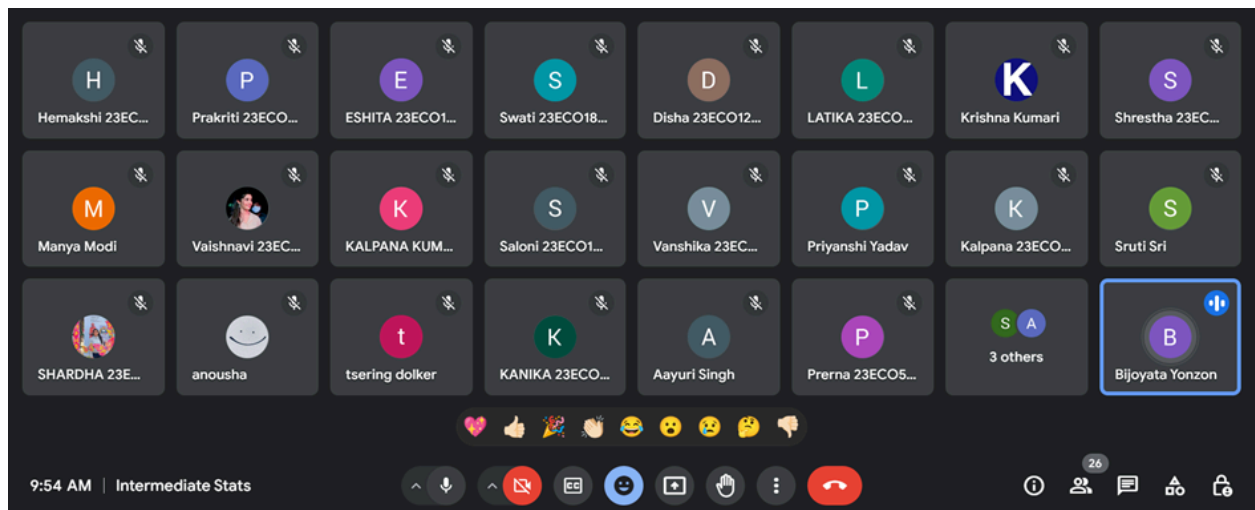 H
Hemakshi 23EC...
P
Prakriti 23ECO...
E
ESHITA 23ECO1...
S
Swati 23ECO18...
D
Disha 23ECO12...
L
LATIKA 23ECO...
K
Krishna Kumari
S
Shrestha 23EC...
M
Manya Modi
Vaishnavi 23EC...
K
KALPANA KUM...
S
Saloni 23ECO1...
V
Vanshika 23EC...
P
Priyanshi Yadav
K
Kalpana 23ECO...
S
Sruti Sri
SHARDHA 23E...
anousha
t
tsering dolker
K
KANIKA 23ECO...
A
Aayuri Singh
P
Prerna 23ECO5...
S A
3 others
B
Bijoyata Yonzon
9:54 AM | Intermediate Stats
CC
26